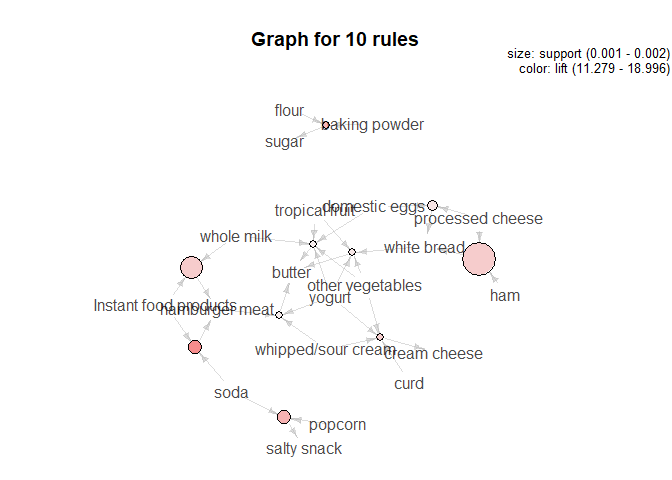 Graph for 10 rules
size: support (0.001 - 0.002)
color: lift (11.279 - 18.996)
flour
baking powder
sugar
tropical fruit
domestic eggs
processed cheese
whole milk
white bread
butter
other vegetables
yogurt
ham
Instant food products
hamburger meat
whipped/sour cream
cream cheese
curd
soda
popcorn
salty snack